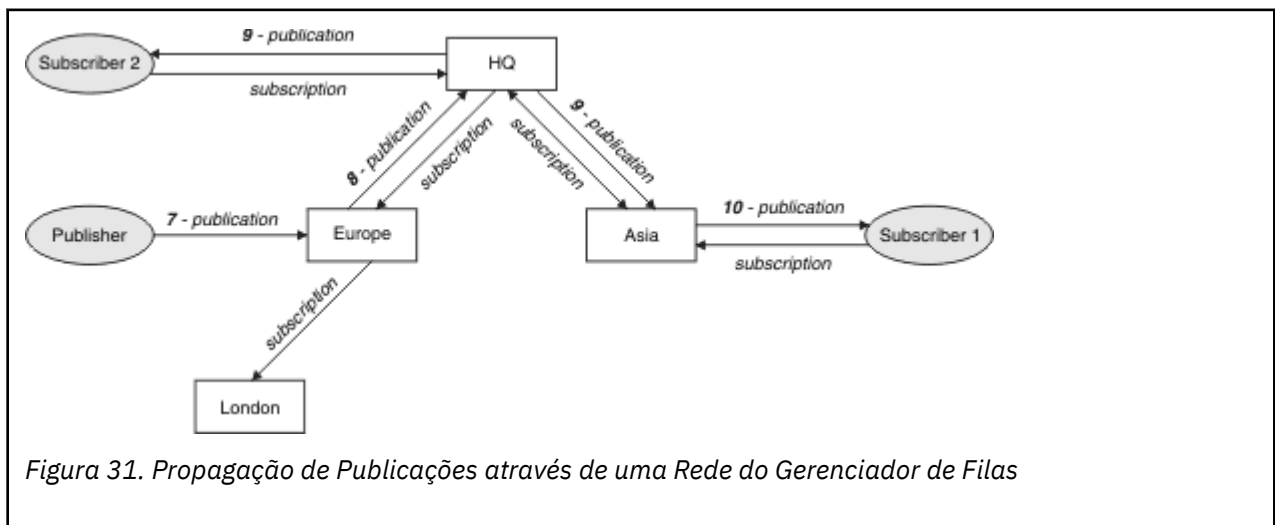 9 - publication
Subscriber 2
HQ
subscription
8 - publication
subscription
subscription
9 - publication
Publisher
7 - publication
Europe
Asia
10 - publication
Subscriber 1
subscription
subscription
London
Figura 31. Propagação de Publicações através de uma Rede do Gerenciador de Filas